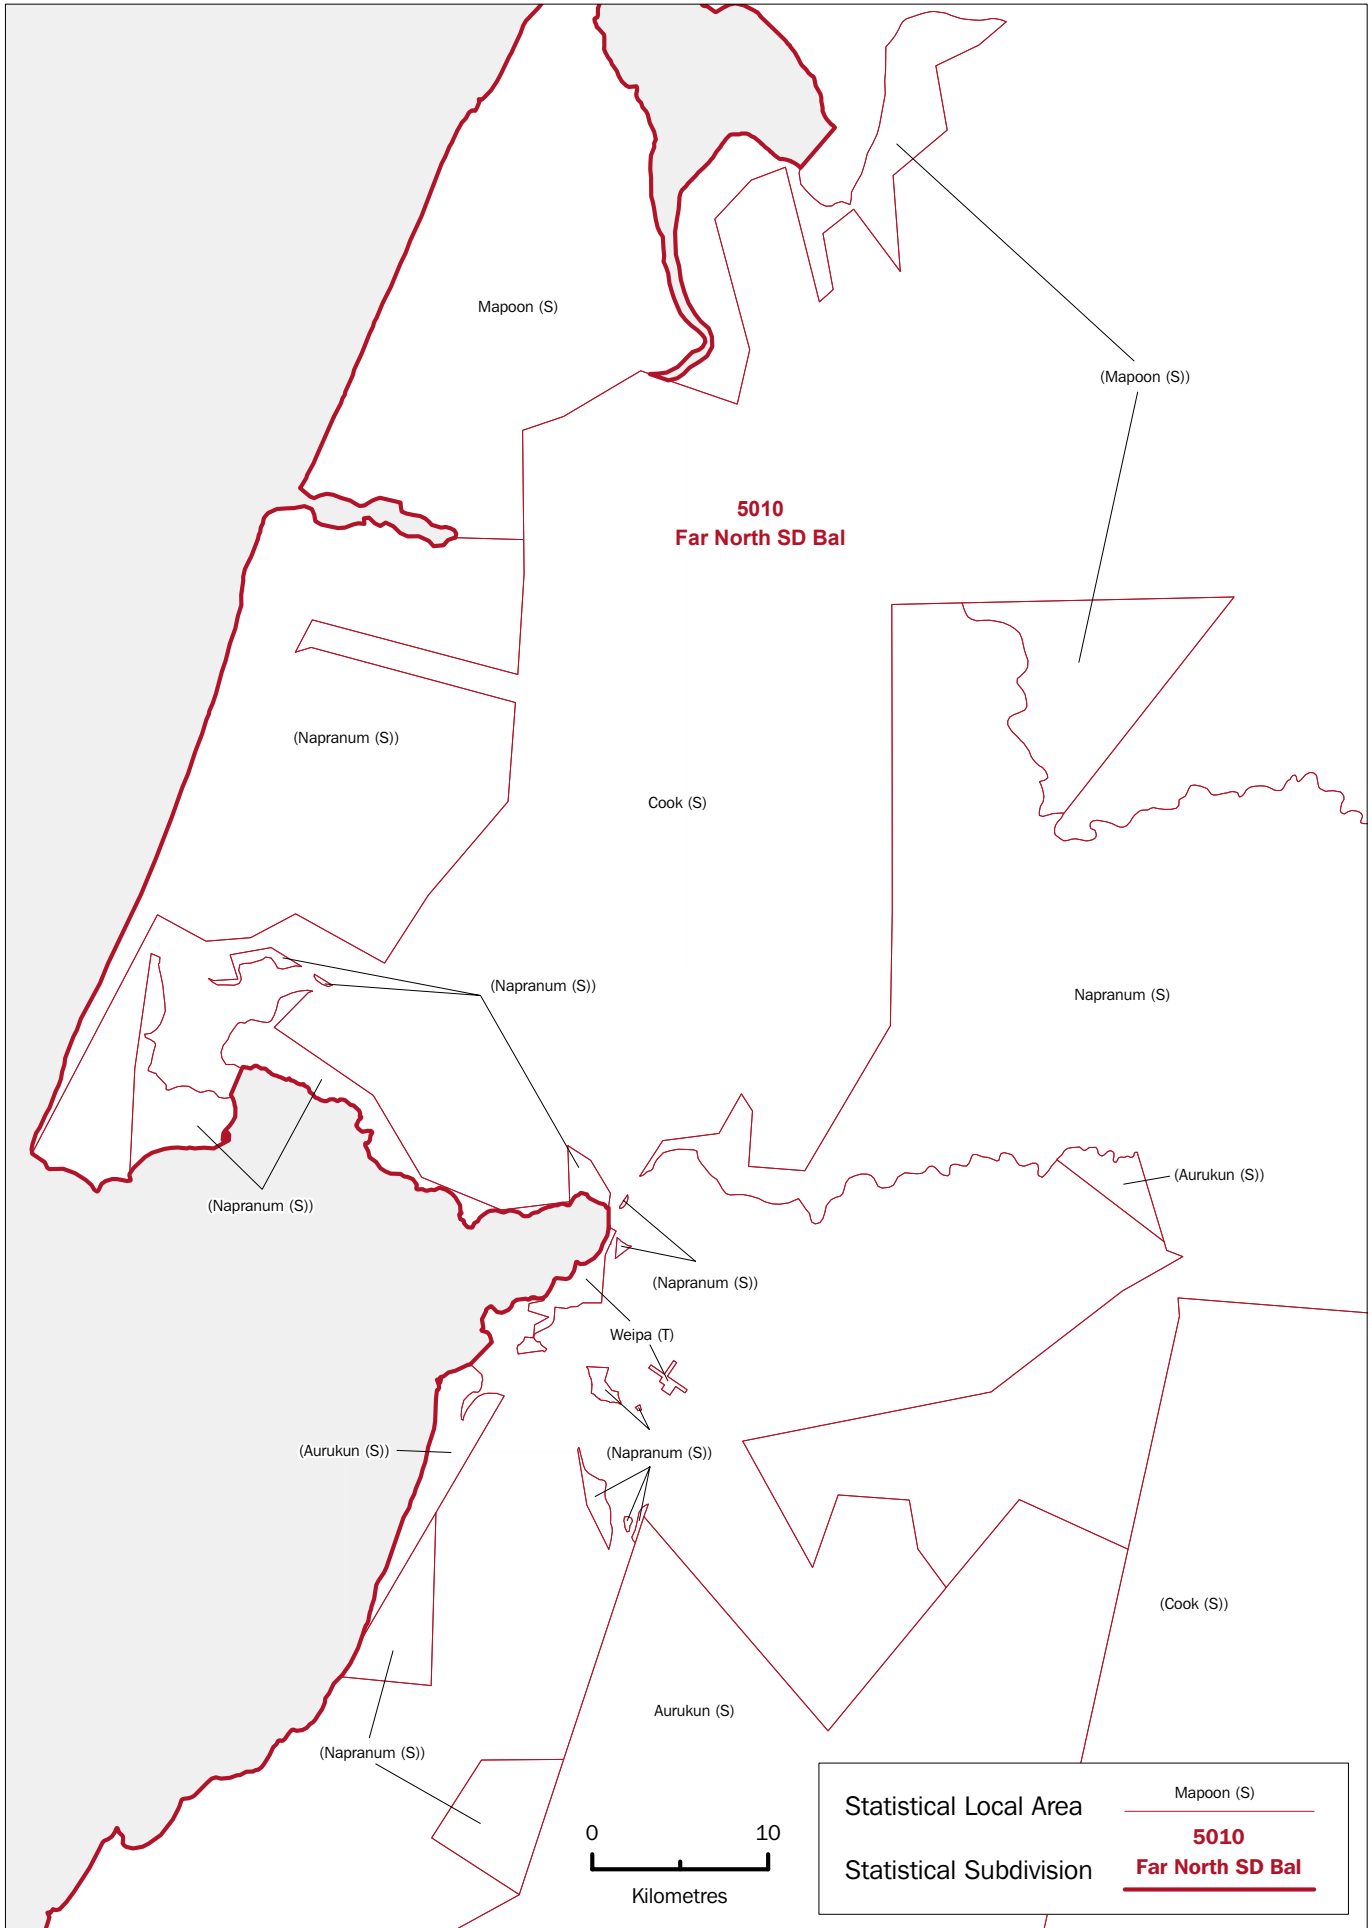 Mapoon (S)
(Mapoon (S))
5010
Far North SD Bal
(Napranum (S))
Cook (S)
(Napranum (S))
Napranum (S)
(Aurukun (S))
(Napranum (S))
(Napranum (S))
Weipa (T)
(Aurukun (S))
(Napranum (S))
(Cook (S))
Aurukun (S)
(Napranum (S))
0 10
Kilometres
Statistical Local Area
Mapoon (S)
Statistical Subdivision
5010
Far North SD Bal